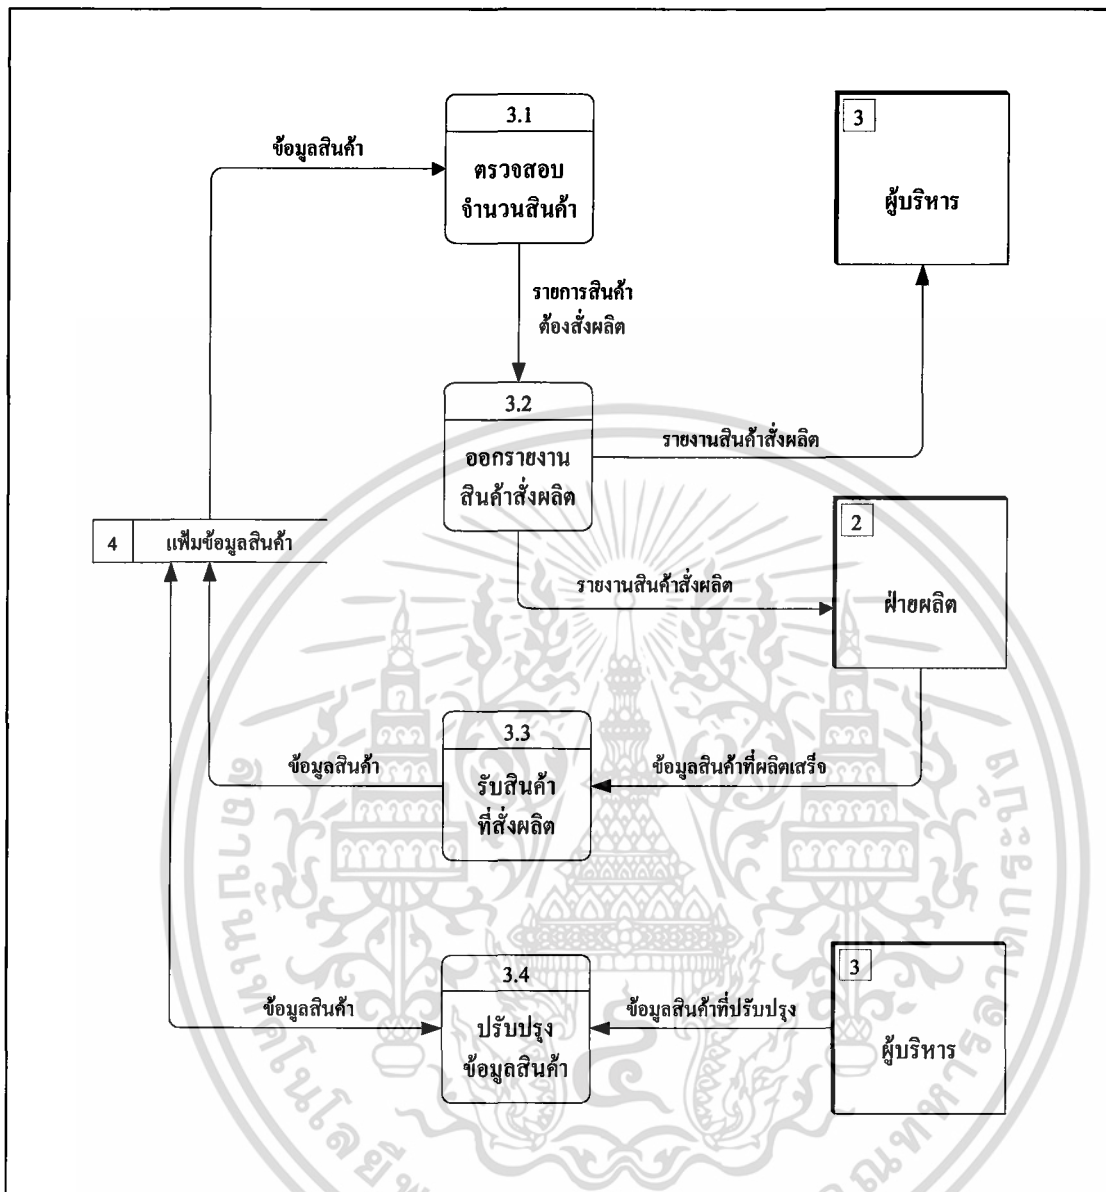 3.1
ตรวจสอบ
จำนวนสินค้า
ข้อมูลสินค้า
3
ผู้บริหาร
รายการสินค้า
ต้องสั่งผลิต
3.2
ออกรายงาน
สินค้าสั่งผลิต
รายงานสินค้าสั่งผลิต
4
แฟ้มข้อมูลสินค้า
2
ฝ่ายผลิต
รายงานสินค้าสั่งผลิต
3.3
รับสินค้า
ที่สั่งผลิต
ข้อมูลสินค้า
ข้อมูลสินค้าที่ผลิตเสร็จ
3.4
ปรับปรุง
ข้อมูลสินค้า
ข้อมูลสินค้า
ข้อมูลสินค้าที่ปรับปรุง
3
ผู้บริหาร